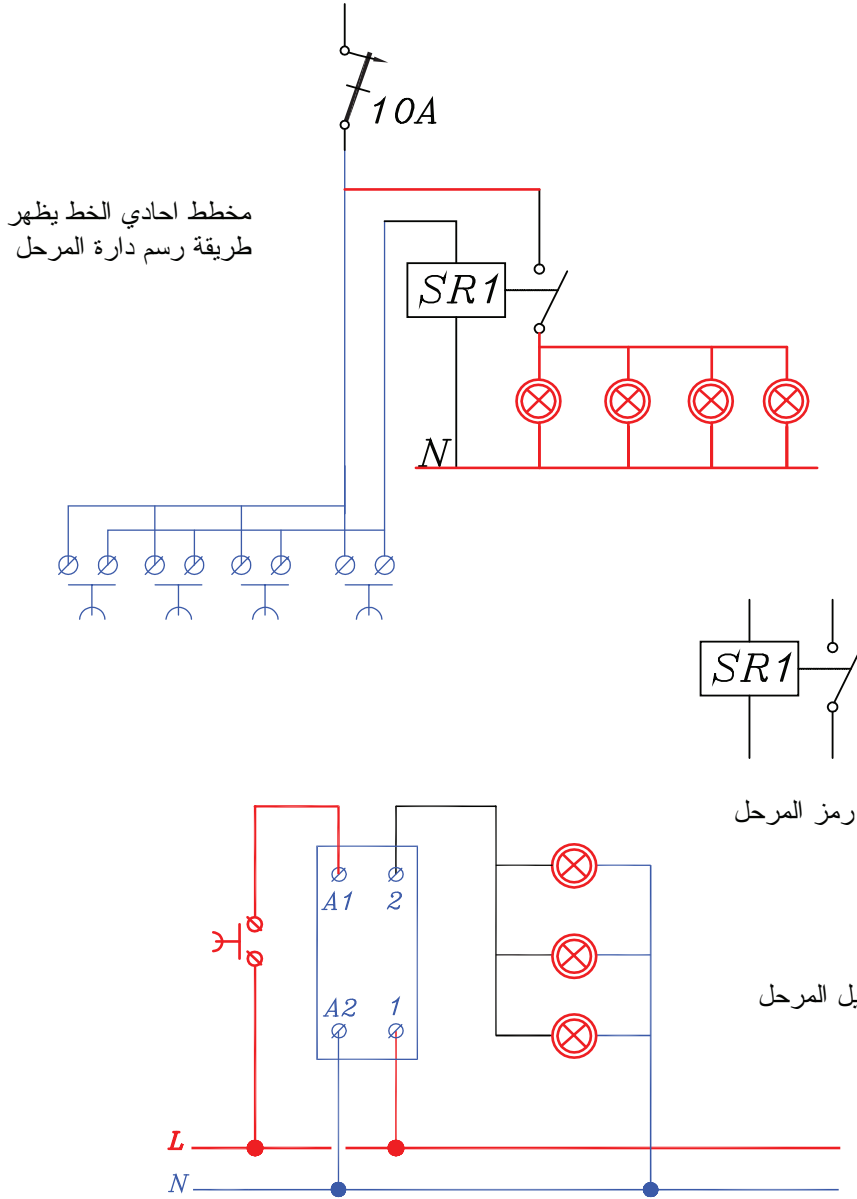 10A
مخطط احادي الخط يظهر
طريقة رسم دارة المرحل
SR1
N
SR1
رمز المرحل
A1 2
A2 1
المرحل
L
N